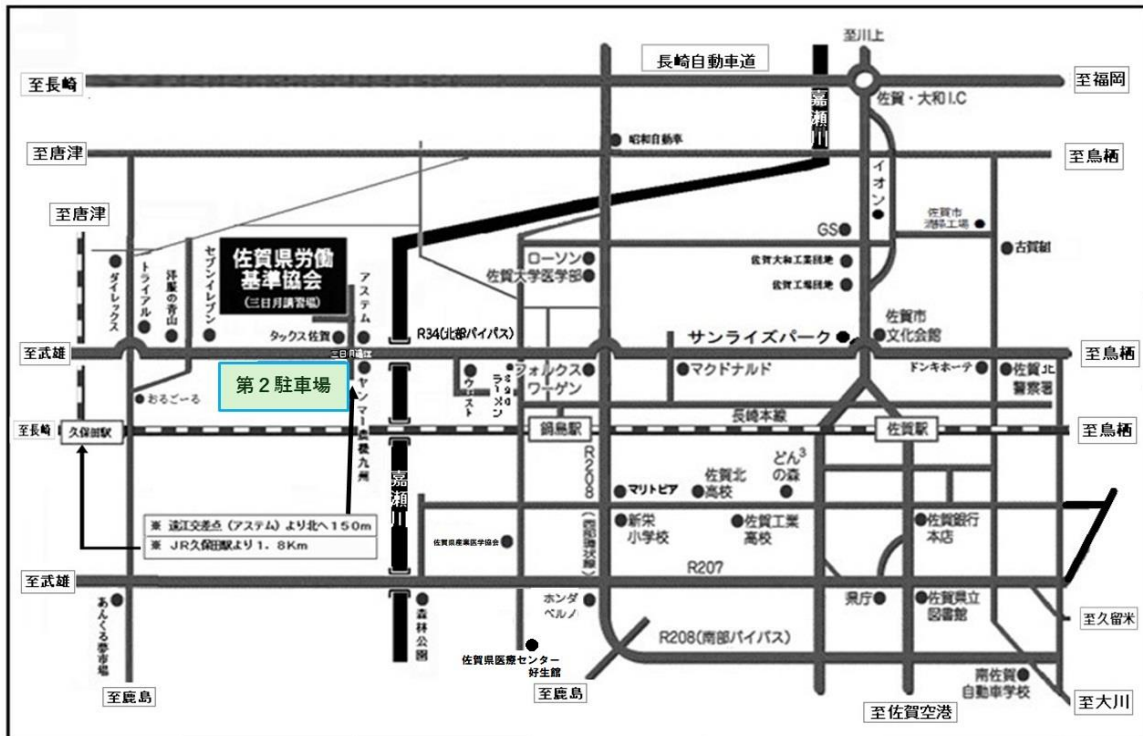 長崎自動車道
至川上
至長崎
至福岡
佐賀・大和I.C
嘉瀬川
昭和自動車
至唐津
至鳥栖
イオン
至唐津
佐賀市
清掃工場
GS
古賀組
佐賀県労働
基準協会
(三日月講習場)
アステム
セブンイレブン
洋服の青山
トライアル
ダイレックス
ローソン
佐賀大学医学部
佐賀大和工業団地
佐賀工場団地
タックス佐賀
R34(北部バイパス)
サンライズパーク
佐賀市
文化会館
至武雄
三日月遠江
至鳥栖
第2駐車場
ヤンマー農機九州
ウエスト
ラーメン
フォルクス
ワーゲン
マクドナルド
ドンキホーテ
佐賀北
警察署
おるごーる
長崎本線
至長崎
久保田駅
鍋島駅
佐賀駅
至鳥栖
R208(西部環状線)
嘉瀬川
マリトピア
佐賀北
高校
どん3
の森
※ 遠江交差点(アステム)より北へ150m
※ JR久保田駅より1.8Km
新栄
小学校
佐賀工業
高校
佐賀銀行
本店
佐賀県産業医学協会
至武雄
R207
あんくる夢市場
森林公園
ホンダ
ベルノ
県庁
佐賀県立
図書館
至久留米
R208(南部バイパス)
佐賀県医療センター
好生館
至鹿島
至鹿島
南佐賀
自動車学校
至佐賀空港
至大川